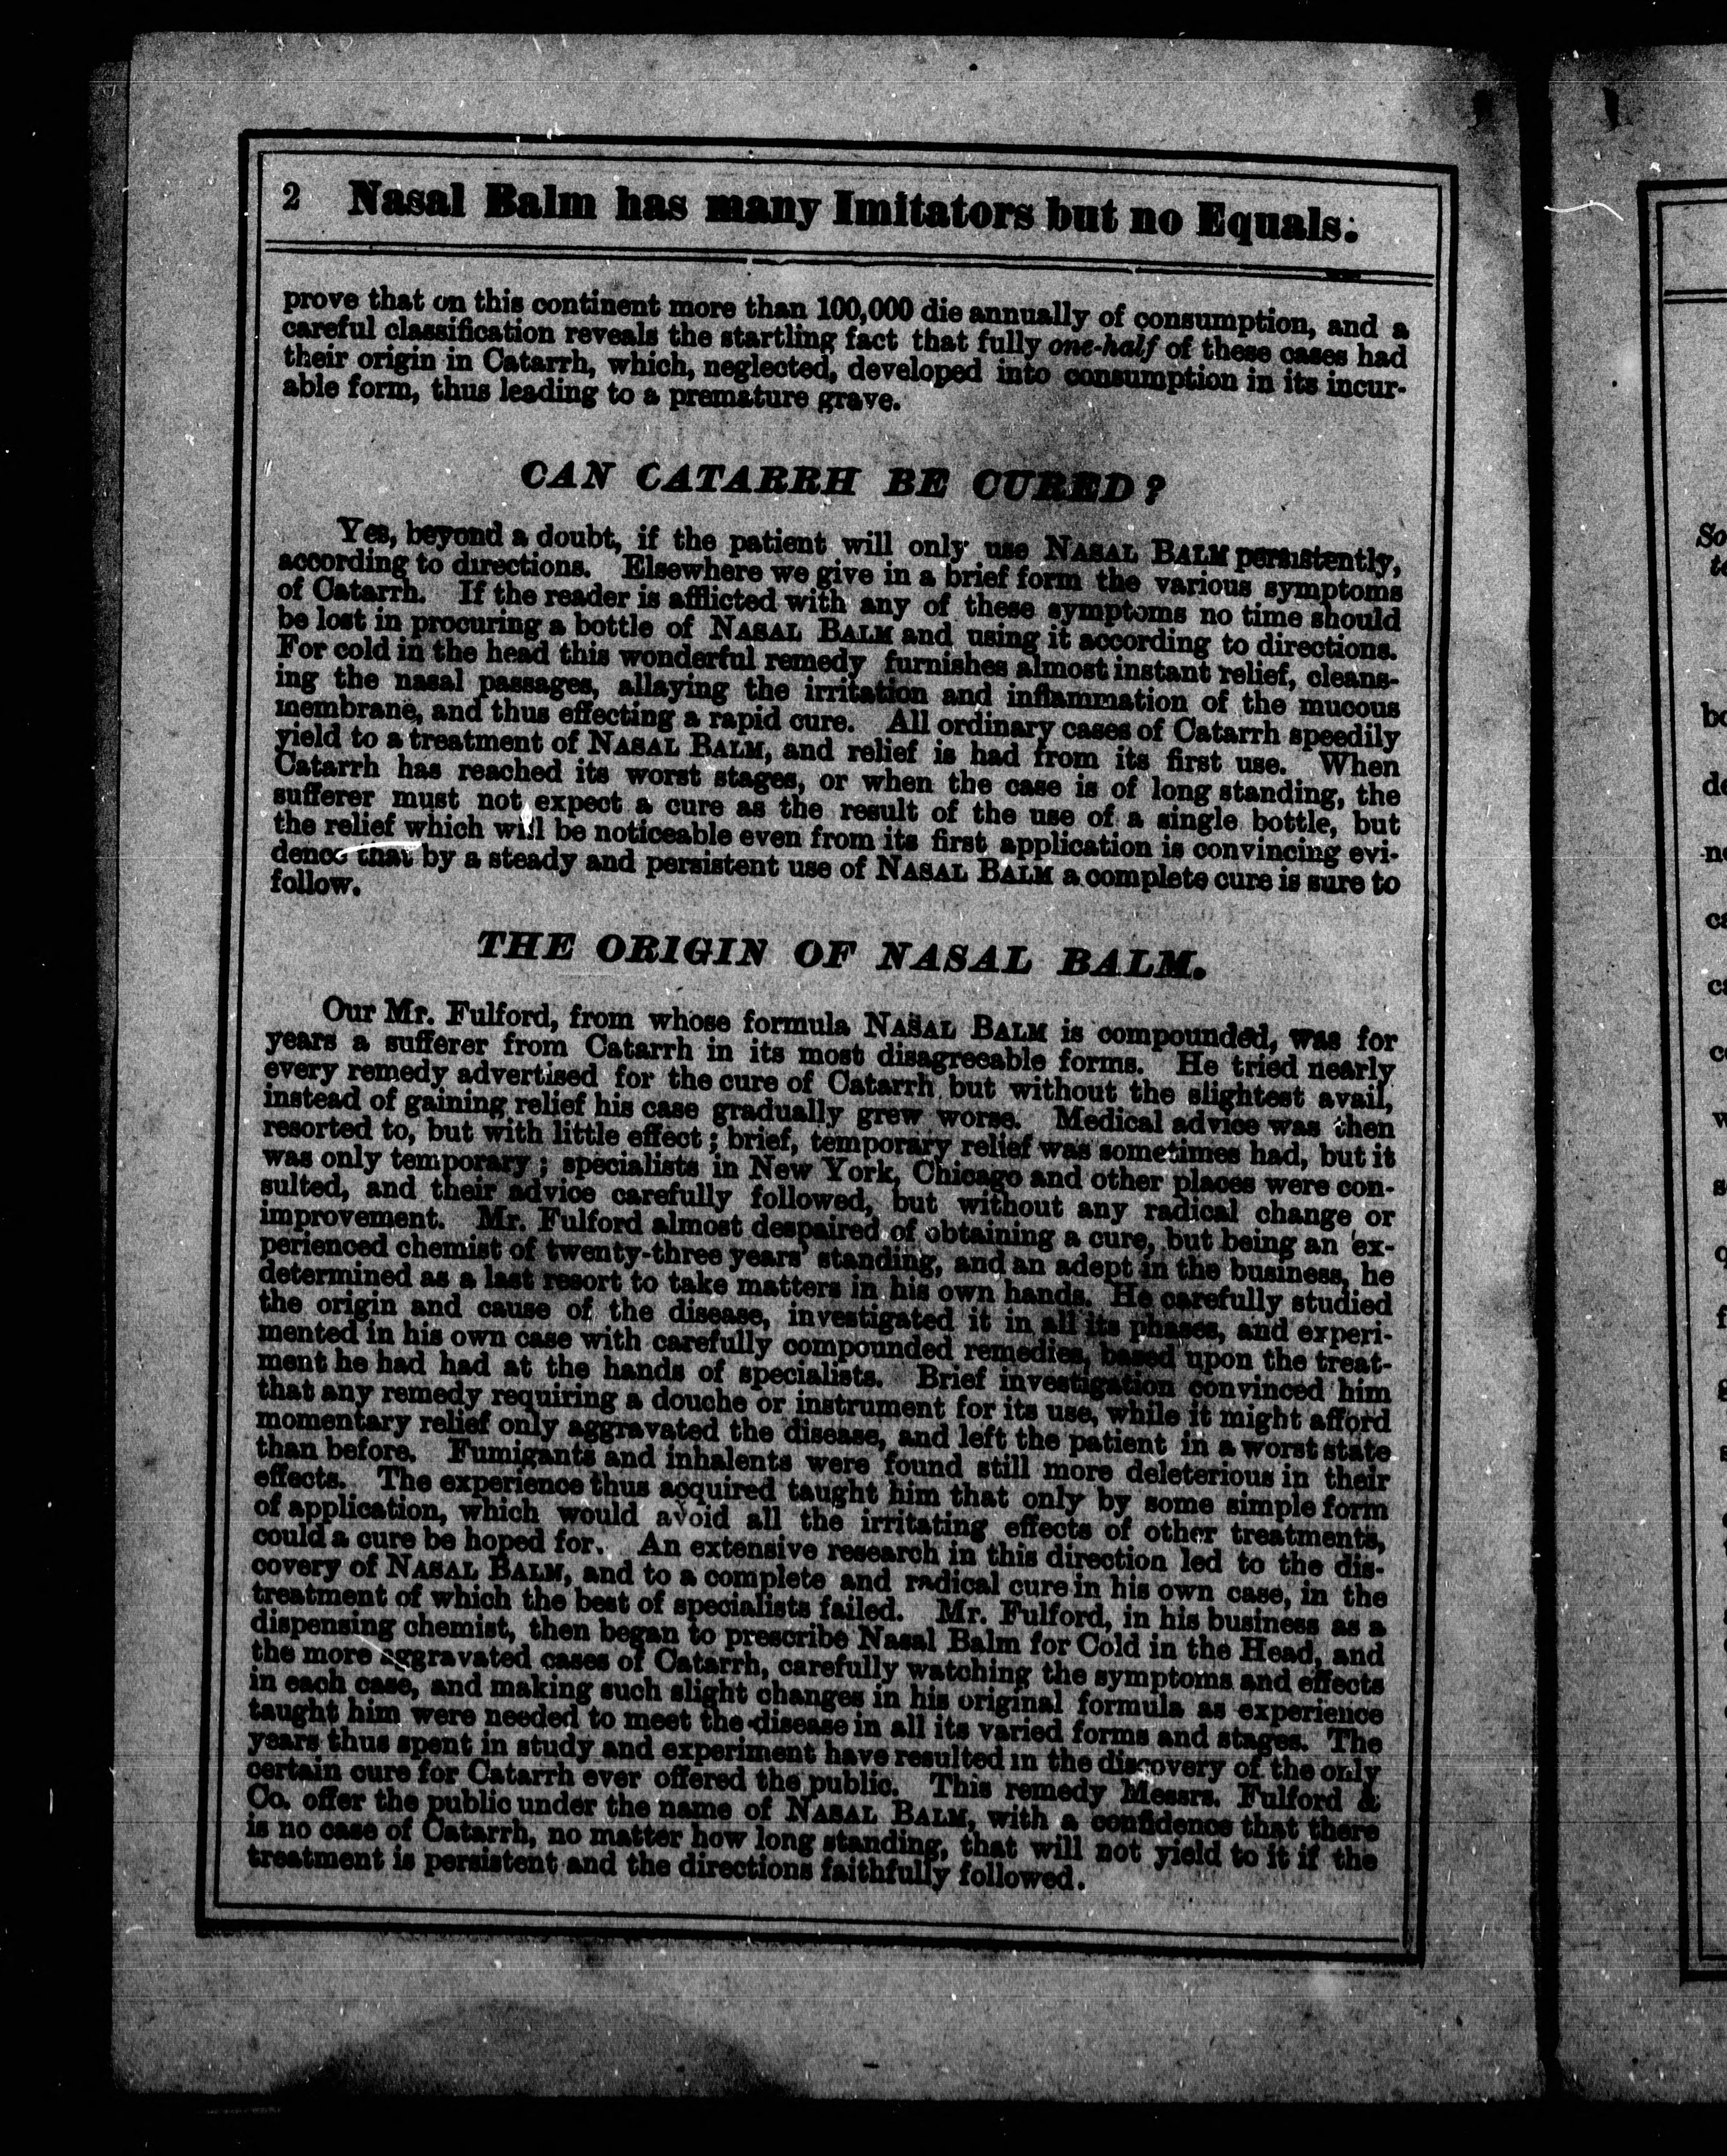 2 Nasal Balm has many Imitators but no Equals.
prove that on this continent more than 100,000 die annually of consumption, and a
careful classification reveals the startling fact that fully one-half of these cases had
their origin in Catarrh, which, neglected, developed into consumption in its incur-
able form, thus leading to a premature grave.
CAN CATARRH BE CURED?
Yes, beyond a doubt, if the patient will only use NASAL BALM persistently,
according to directions. Elsewhere we give in a brief form the various symptoms
of Catarrh. If the reader is afflicted with any of these symptoms no time should
be lost in procuring a bottle of NASAL BALM and using it according to directions.
For cold in the head this wonderful remedy furnishes almost instant relief, cleans-
ing the nasal passages, allaying the irritation and inflammation of the mucous
membrane, and thus effecting a rapid cure. All ordinary cases of Catarrh speedily
yield to a treatment of NASAL BALM, and relief is had from its first use. When
Catarrh has reached its worst stages, or when the case is of long standing, the
sufferer must not expect a cure as the result of the use of a single bottle, but
the relief which will be noticeable even from its first application is convincing evi-
dence that by a steady and persistent use of NASAL BALM a complete cure is sure to
follow.
THE ORIGIN OF NASAL BALM.
Our Mr. Fulford, from whose formula NASAL BALM is compounded, was for
years a sufferer from Catarrh in its most disagreeable forms. He tried nearly
every remedy advertised for the cure of Catarrh but without the slightest avail,
instead of gaining relief his case gradually grew worse. Medical advice was then
resorted to, but with little effect; brief, temporary relief was sometimes had, but it
was only temporary; specialists in New York, Chicago and other places were con-
sulted, and their advice carefully followed, but without any radical change or
improvement. Mr. Fulford almost despaired of obtaining a cure, but being an ex-
perienced chemist of twenty-three years' standing, and an adept in the business, he
determined as a last resort to take matters in his own hands. He carefully studied
the origin and cause of the disease, investigated it in all its phases, and experi-
mented in his own case with carefully compounded remedies, based upon the treat-
ment he had had at the hands of specialists. Brief investigation convinced him
that any remedy requiring a douche or instrument for its use, while it might afford
momentary relief only aggravated the disease, and left the patient in a worst state
than before. Fumigants and inhalents were found still more deleterious in their
effects. The experience thus acquired taught him that only by some simple form
of application, which would avoid all the irritating effects of other treatments,
could a cure be hoped for. An extensive research in this direction led to the dis-
covery of NASAL BALM, and to a complete and radical cure in his own case, in the
treatment of which the best of specialists failed. Mr. Fulford, in his business as a
dispensing chemist, then began to prescribe Nasal Balm for Cold in the Head, and
the more aggravated cases of Catarrh, carefully watching the symptoms and effects
in each case, and making such slight changes in his original formula as experience
taught him were needed to meet the disease in all its varied forms and stages. The
years thus spent in study and experiment have resulted in the discovery of the only
certain cure for Catarrh ever offered the public. This remedy Messrs. Fulford &
Co. offer the public under the name of NASAL BALM, with a confidence that there
is no case of Catarrh, no matter how long standing, that will not yield to it if the
treatment is persistent and the directions faithfully followed.